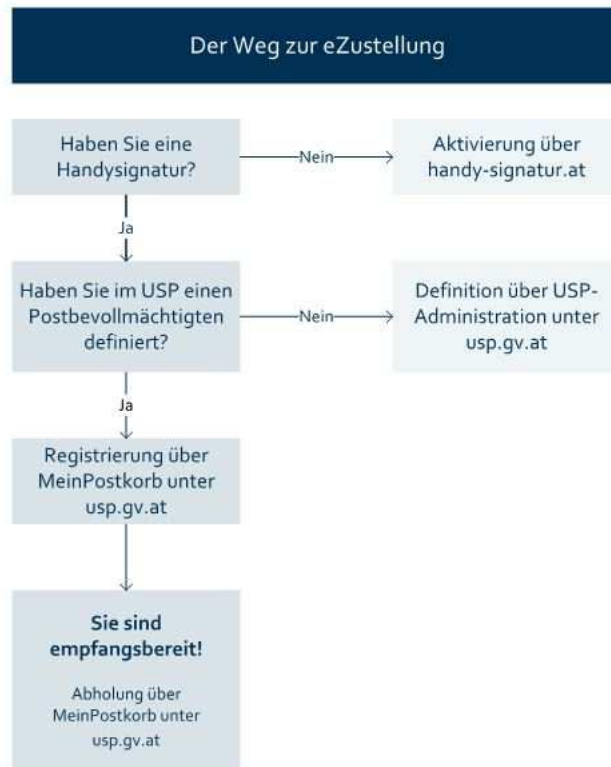 Der Weg zur eZustellung
Haben Sie eine
Handysignatur?
Nein
Aktivierung über
handy-signatur.at
Ja
Haben Sie im USP einen
Postbevollmächtigten
definiert?
Nein
Definition über USP-
Administration unter
usp.gv.at
Ja
Registrierung über
MeinPostkorb unter
usp.gv.at
Sie sind
empfangsbereit!
Abholung über
MeinPostkorb unter
usp.gv.at